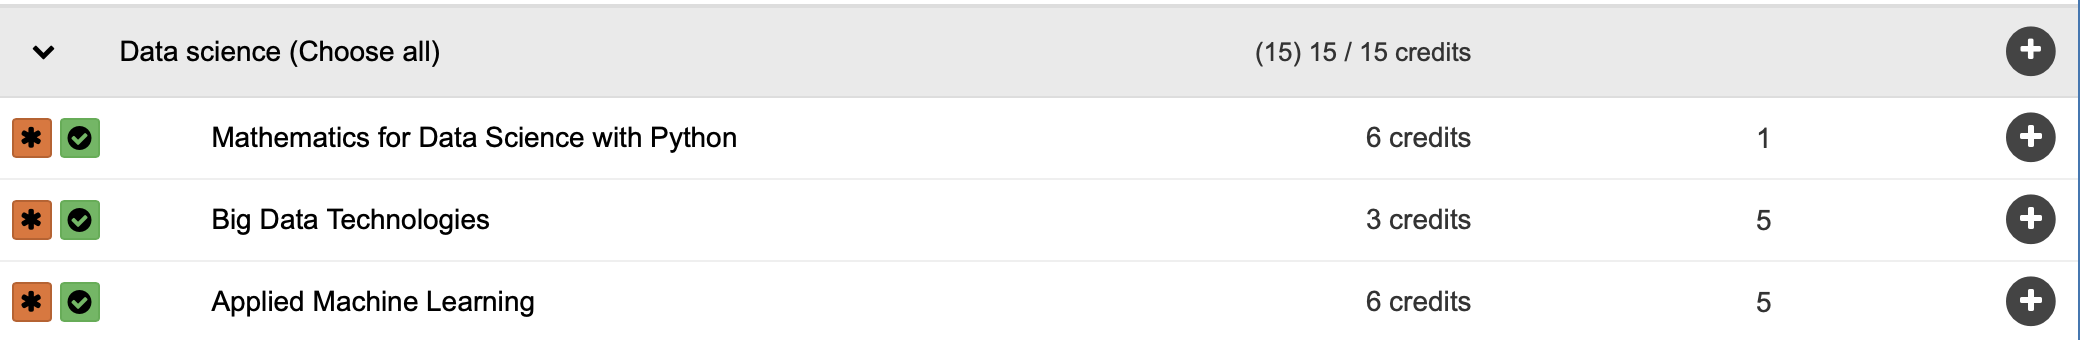 Data science (Choose all) (15) 15 / 15 credits
Mathematics for Data Science with Python 6 credits 1
Big Data Technologies 3 credits 5
Applied Machine Learning 6 credits 5